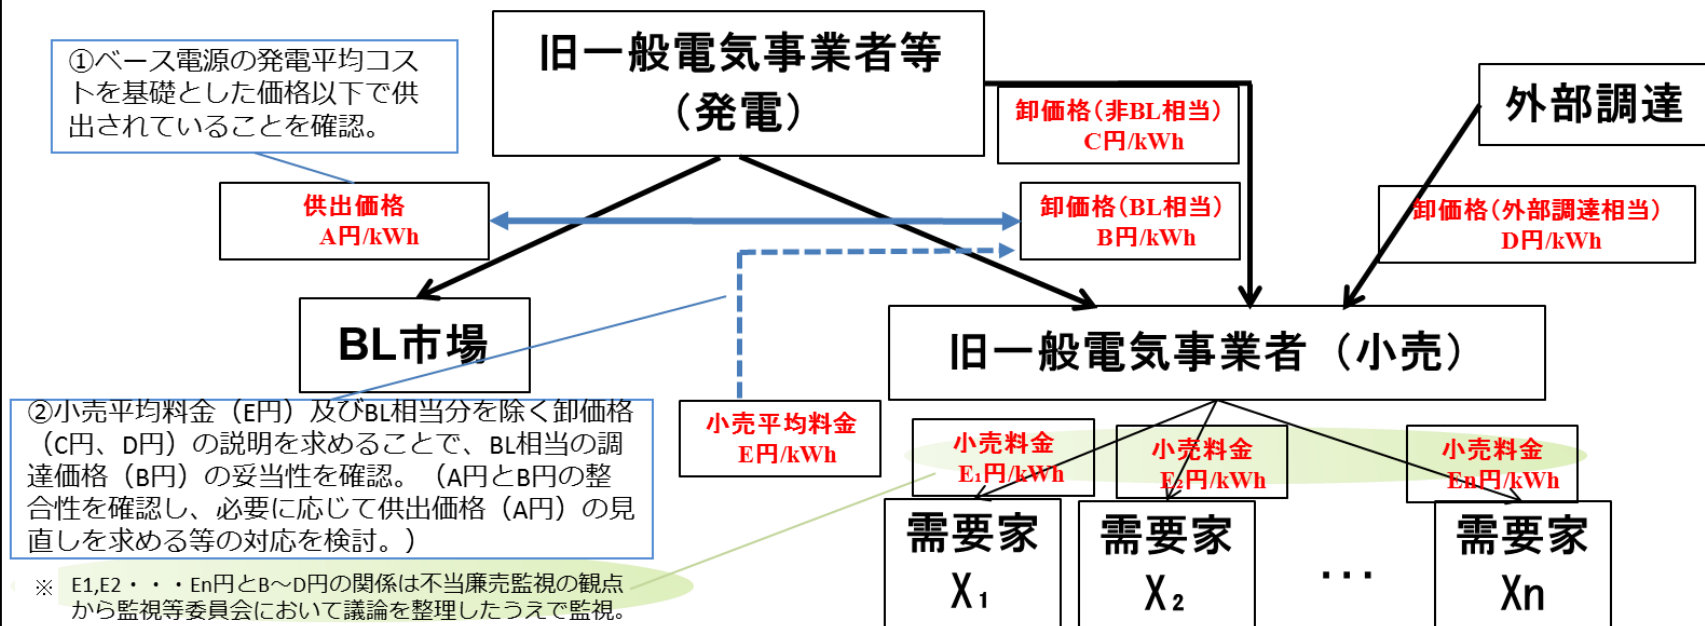 ①ベース電源の発電平均コス
トを基礎とした価格以下で供
出されていることを確認。
旧一般電気事業者等
（発電）
卸価格（非BL相当）
C円/kWh
外部調達
供出価格
A円/kWh
卸価格（BL相当）
B円/kWh
卸価格（外部調達相当）
D円/kWh
BL市場
旧一般電気事業者（小売）
②小売平均料金（E円）及びBL相当分を除く卸価格
（C円、D円）の説明を求めることで、BL相当の調
達価格（B円）の妥当性を確認。（A円とB円の整
合性を確認し、必要に応じて供出価格（A円）の見
直しを求める等の対応を検討。）
小売平均料金
E円/kWh
小売料金
E₁円/kWh
小売料金
E₂円/kWh
小売料金
En円/kWh
需要家
X₁
需要家
X₂
・・・
需要家
Xn
※ E1,E2・・・En円とB～D円の関係は不当廉売監視の観点
から監視等委員会において議論を整理したうえで監視。